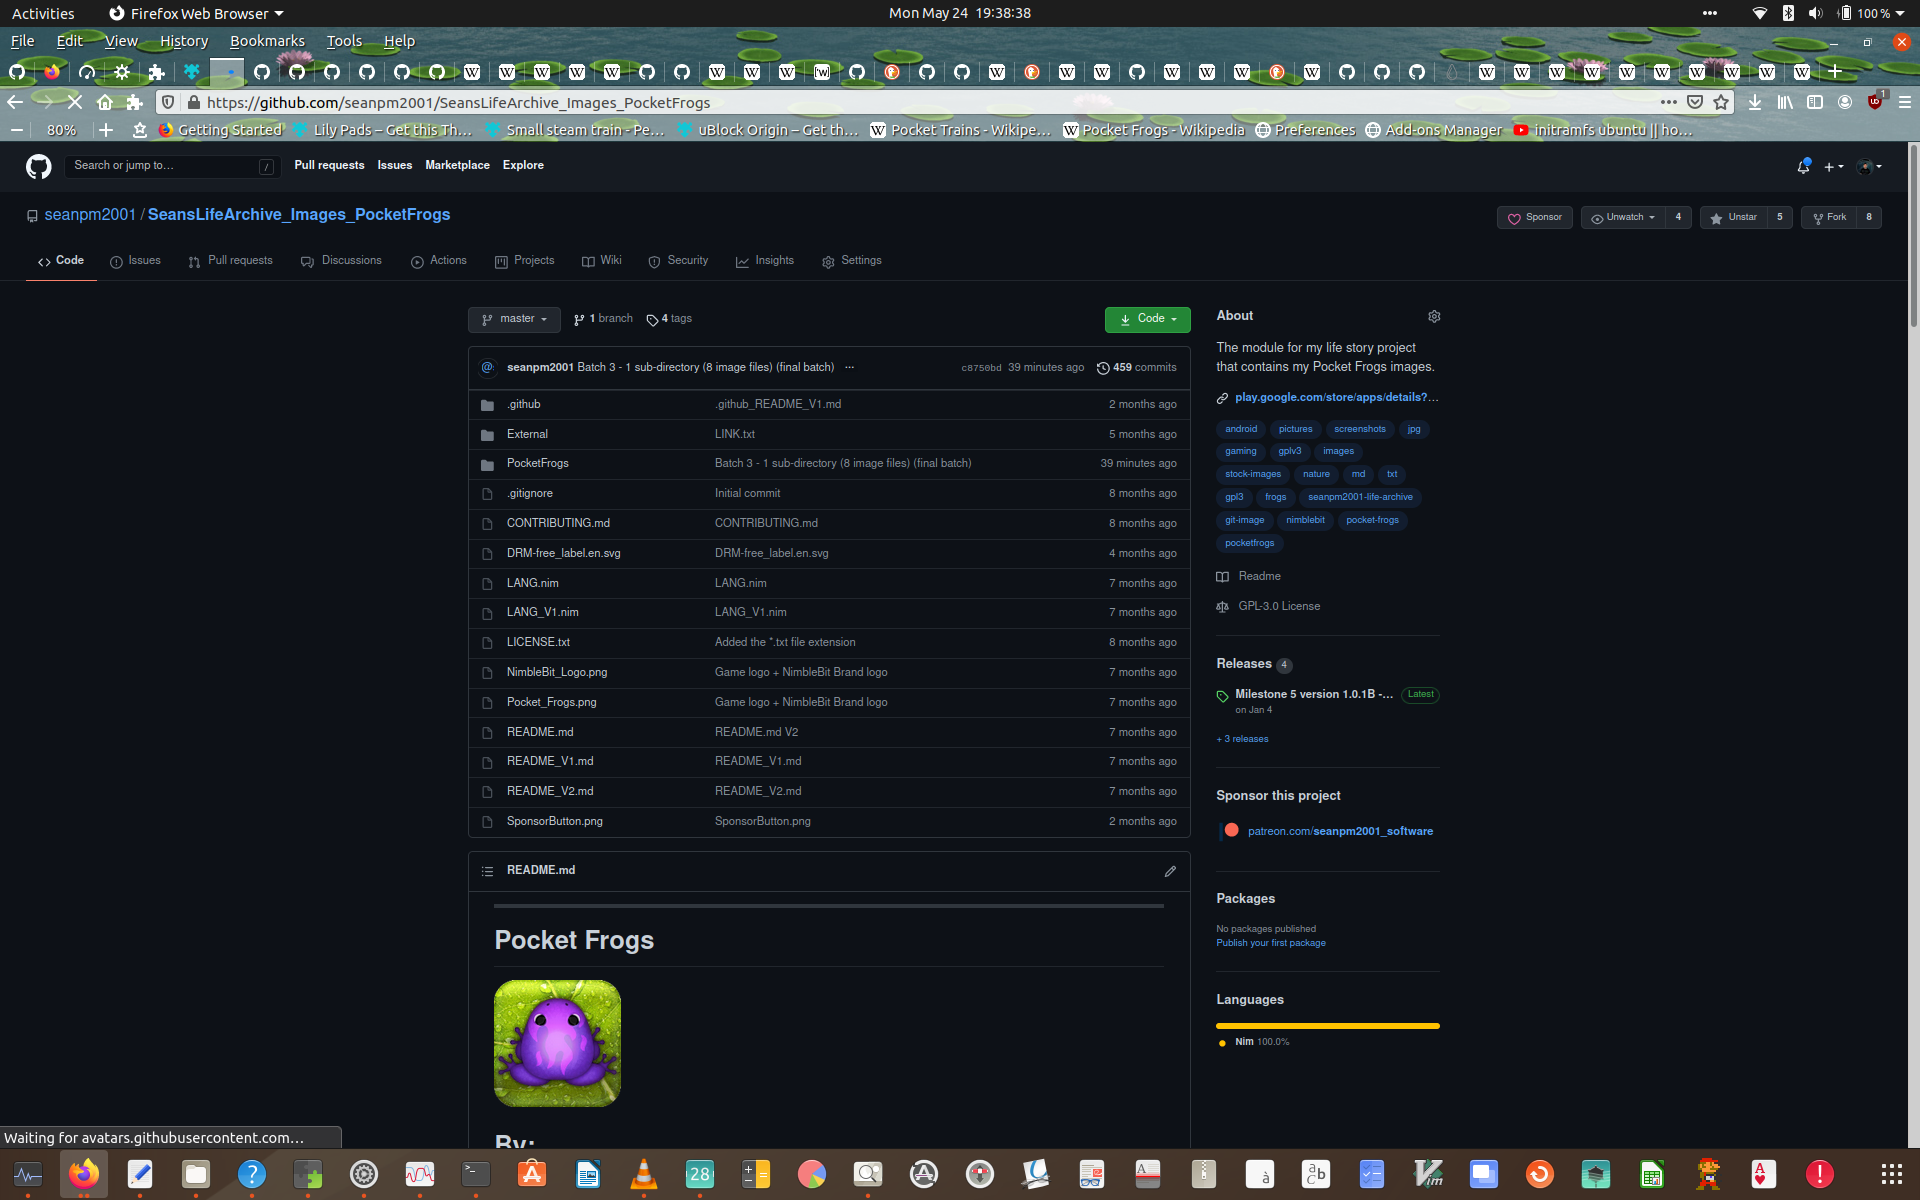 Activities
Firefox Web Browser
Mon May 24 19:38:38
100 %
File Edit View History Bookmarks Tools Help
https://github.com/seanpm2001/SeansLifeArchive_Images_PocketFrogs
1
80%
Getting Started
Lily Pads – Get this Th…
Small steam train - Pe…
uBlock Origin – Get th…
Pocket Trains - Wikipe…
Pocket Frogs - Wikipedia
Preferences
Add-ons Manager
initramfs ubuntu || ho…
Search or jump to…
/
Pull requests Issues Marketplace Explore
seanpm2001 / SeansLifeArchive_Images_PocketFrogs
Sponsor
Unwatch 4
Unstar 5
Fork 8
Code
Issues
Pull requests
Discussions
Actions
Projects
Wiki
Security
Insights
Settings
master
1 branch
4 tags
Code
seanpm2001 Batch 3 - 1 sub-directory (8 image files) (final batch) … c8750bd 39 minutes ago 459 commits
.github .github_README_V1.md 2 months ago
External LINK.txt 5 months ago
PocketFrogs Batch 3 - 1 sub-directory (8 image files) (final batch) 39 minutes ago
.gitignore Initial commit 8 months ago
CONTRIBUTING.md CONTRIBUTING.md 8 months ago
DRM-free_label.en.svg DRM-free_label.en.svg 4 months ago
LANG.nim LANG.nim 7 months ago
LANG_V1.nim LANG_V1.nim 7 months ago
LICENSE.txt Added the *.txt file extension 8 months ago
NimbleBit_Logo.png Game logo + NimbleBit Brand logo 7 months ago
Pocket_Frogs.png Game logo + NimbleBit Brand logo 7 months ago
README.md README.md V2 7 months ago
README_V1.md README_V1.md 7 months ago
README_V2.md README_V2.md 7 months ago
SponsorButton.png SponsorButton.png 2 months ago
README.md
Pocket Frogs
By:
About
The module for my life story project
that contains my Pocket Frogs images.
play.google.com/store/apps/details?…
android pictures screenshots jpg
gaming gplv3 images
stock-images nature md txt
gpl3 frogs seanpm2001-life-archive
git-image nimblebit pocket-frogs
pocketfrogs
Readme
GPL-3.0 License
Releases 4
Milestone 5 version 1.0.1B -… Latest
on Jan 4
+ 3 releases
Sponsor this project
patreon.com/seanpm2001_software
Packages
No packages published
Publish your first package
Languages
Nim 100.0%
Waiting for avatars.githubusercontent.com…
28